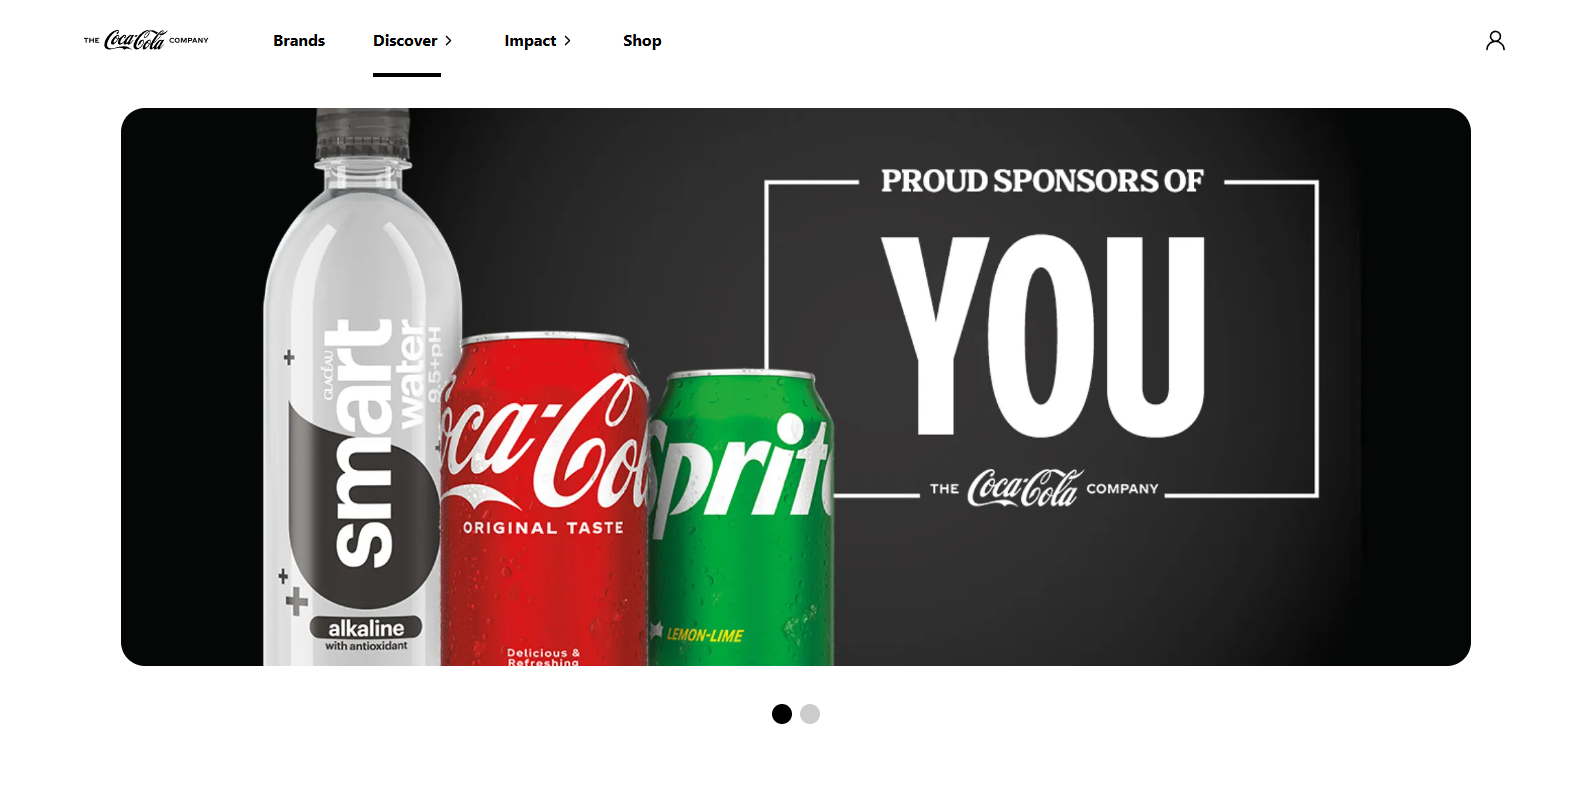 THE Coca-Cola COMPANY
Brands
Discover
Impact
Shop
PROUD SPONSORS OF
YOU
THE Coca-Cola COMPANY
GLACÉAU
smart
water
9.5+pH
alkaline
with antioxidant
Coca-Cola
ORIGINAL TASTE
Delicious &
Refreshing
Sprite
LEMON-LIME